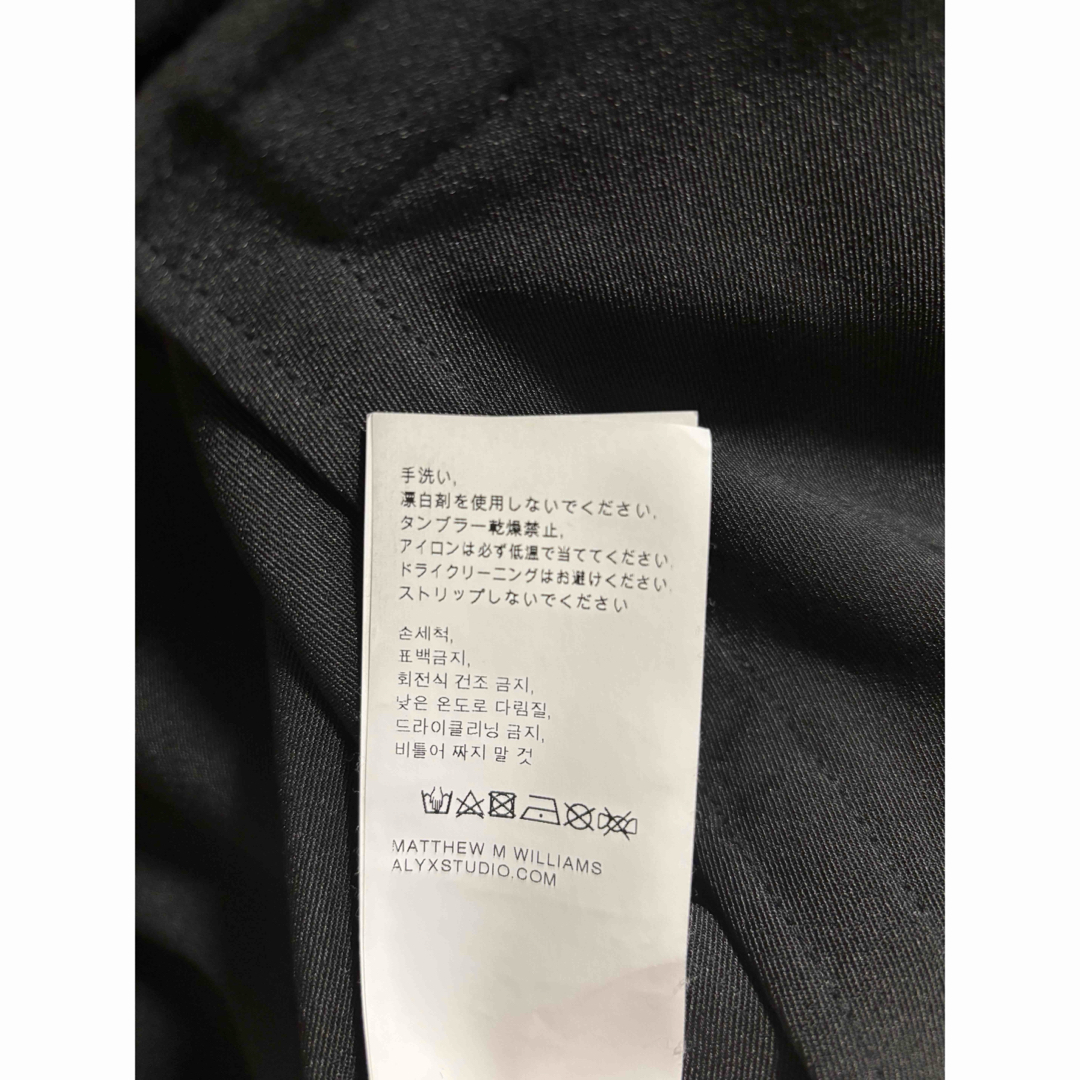 手洗い,
漂白剤を使用しないでください,
タンブラー乾燥禁止,
アイロンは必ず低温で当ててください,
ドライクリーニングはお避けください,
ストリップしないでください
손세척,
표백금지,
회전식 건조 금지,
낮은 온도로 다림질,
드라이클리닝 금지,
비틀어 짜지 말 것
MATTHEW M WILLIAMS
ALYXSTUDIO.COM